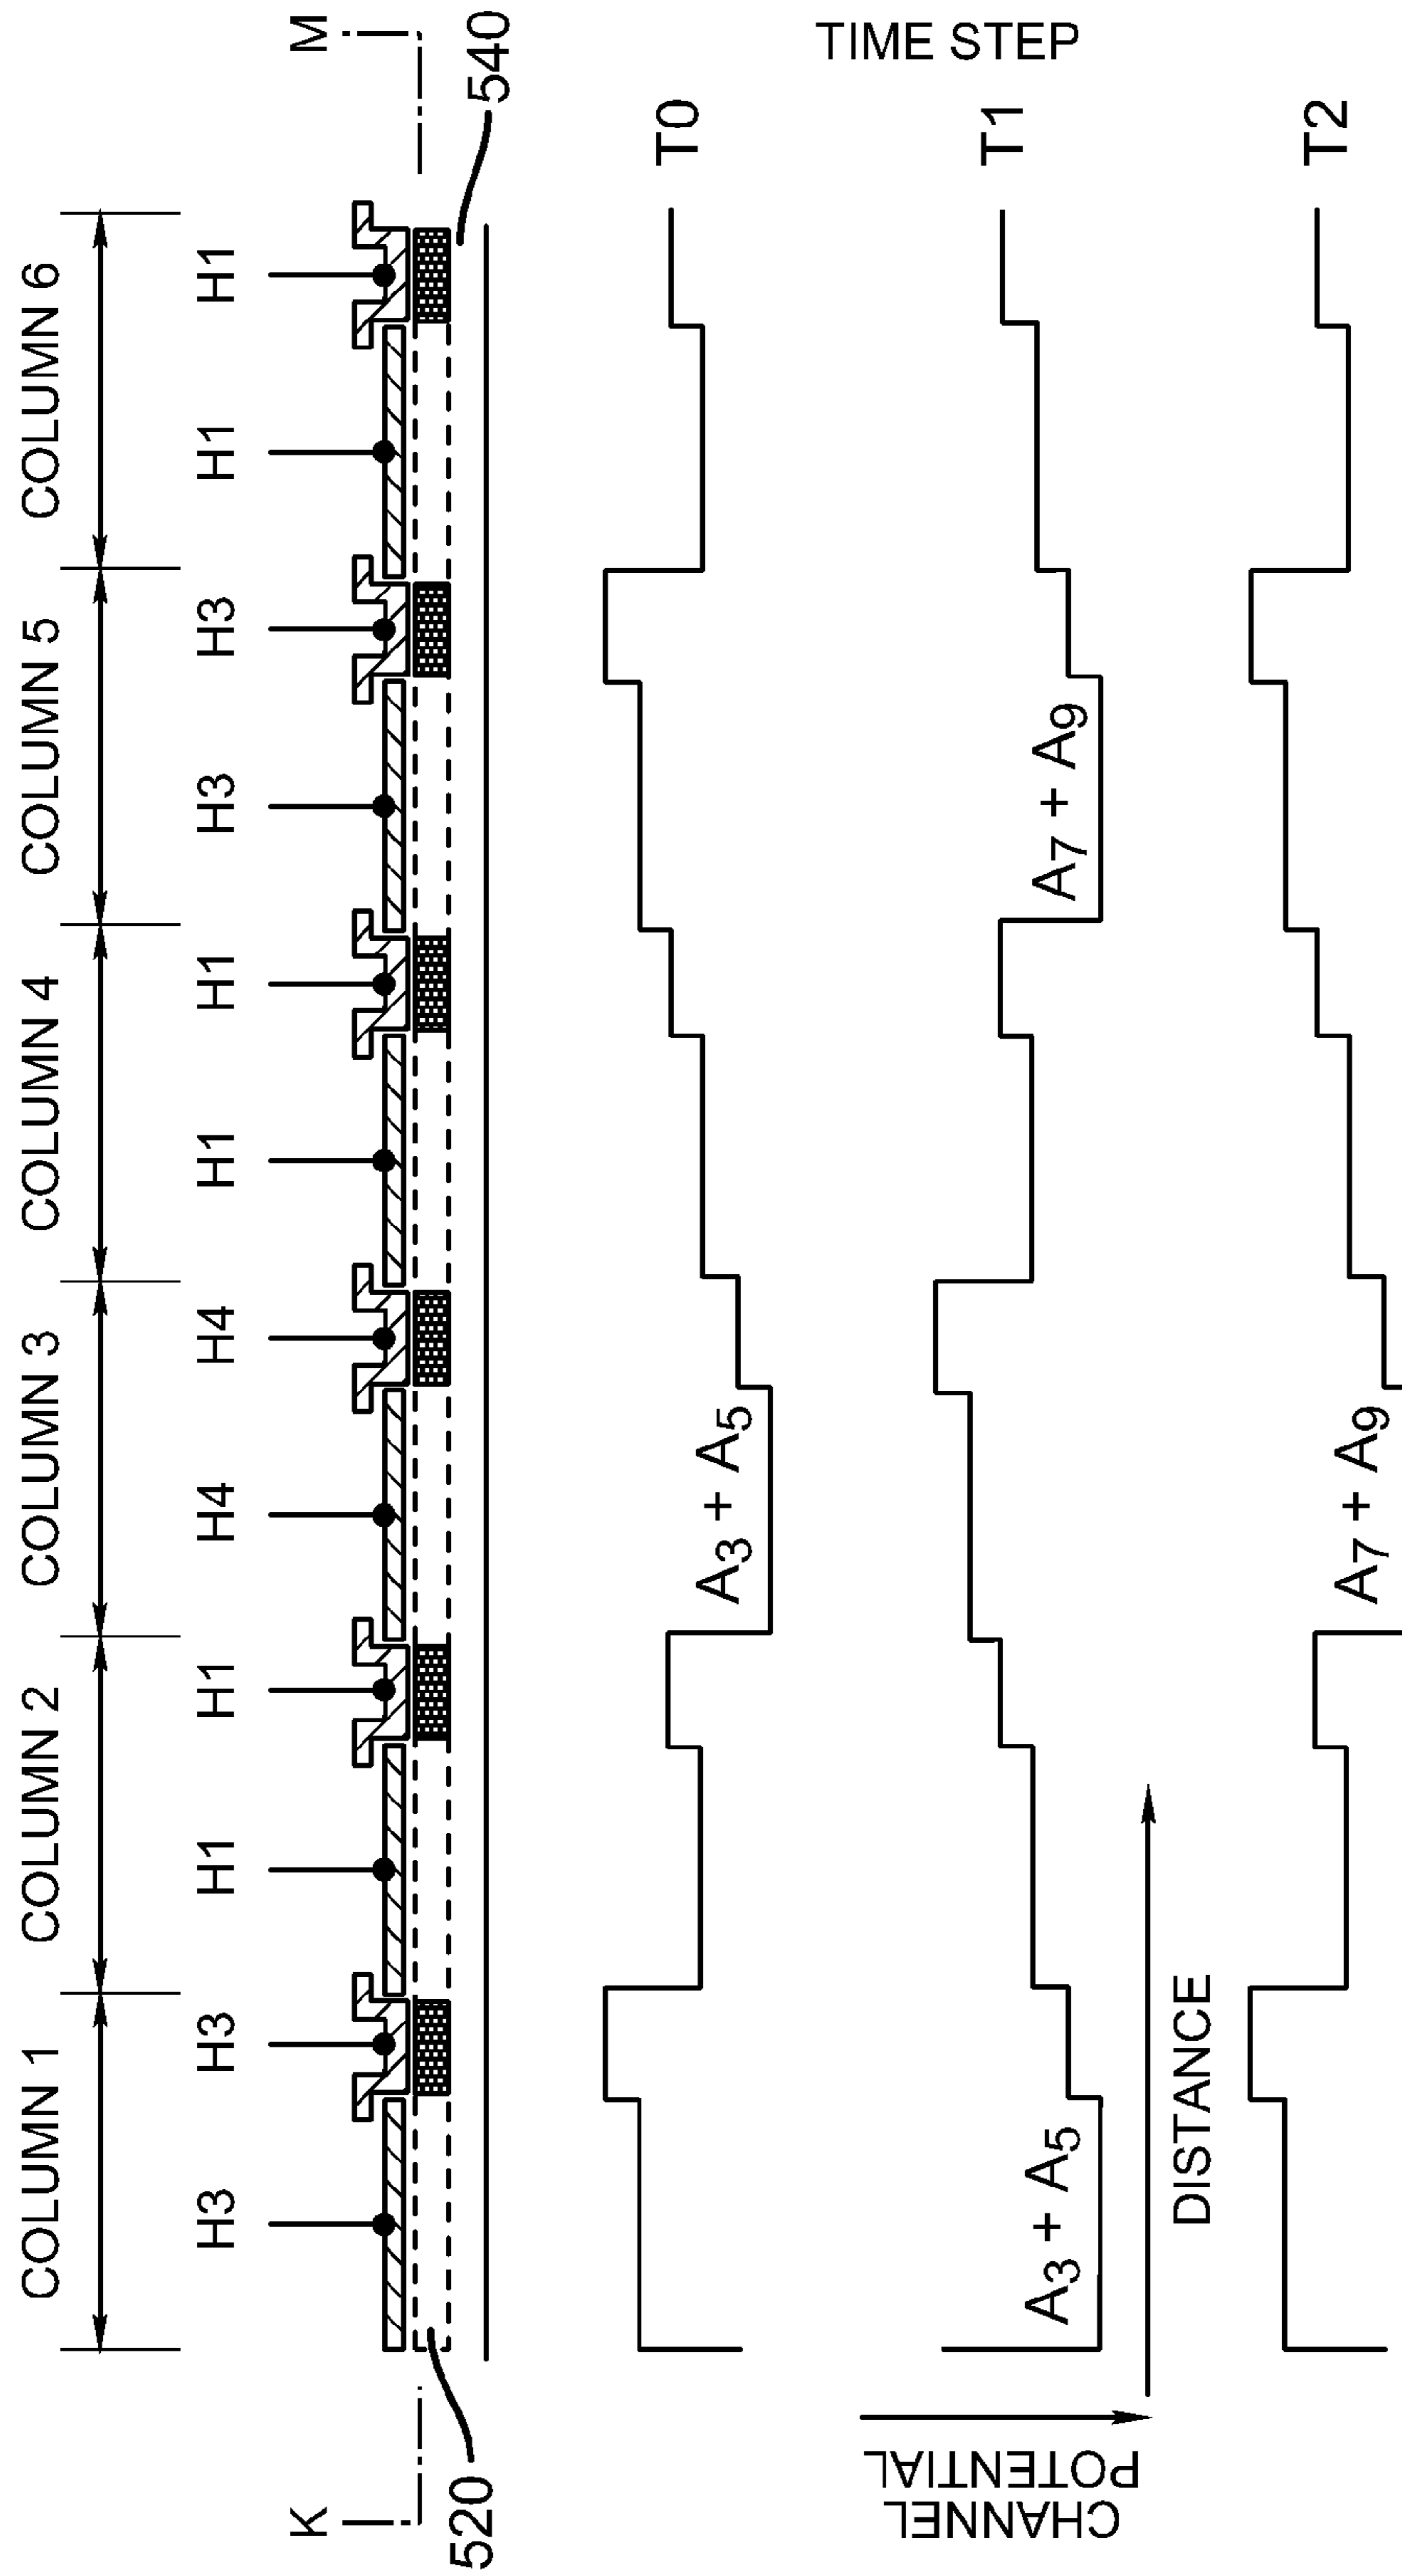 COLUMN 1 COLUMN 2 COLUMN 3 COLUMN 4 COLUMN 5 COLUMN 6
H3 H3 H1 H1 H4 H4 H1 H1 H3 H3 H1 H1
K M
520 540
T0
A3 + A5
TIME STEP
T1
A3 + A5 A7 + A9
CHANNEL
POTENTIAL
DISTANCE
T2
A7 + A9